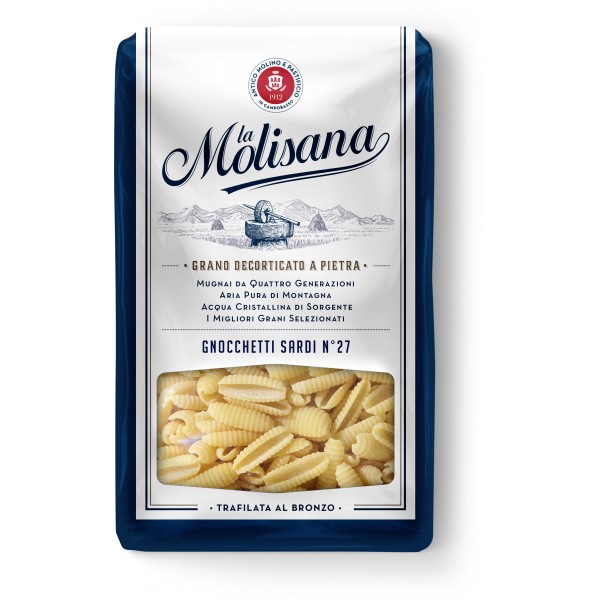 ANTICO MOLINO E PASTIFICIO
1912
IN CAMPOBASSO
la
Molisana
• GRANO DECORTICATO A PIETRA •
MUGNAI DA QUATTRO GENERAZIONI
ARIA PURA DI MONTAGNA
ACQUA CRISTALLINA DI SORGENTE
I MIGLIORI GRANI SELEZIONATI
GNOCCHETTI SARDI N°27
• TRAFILATA AL BRONZO •